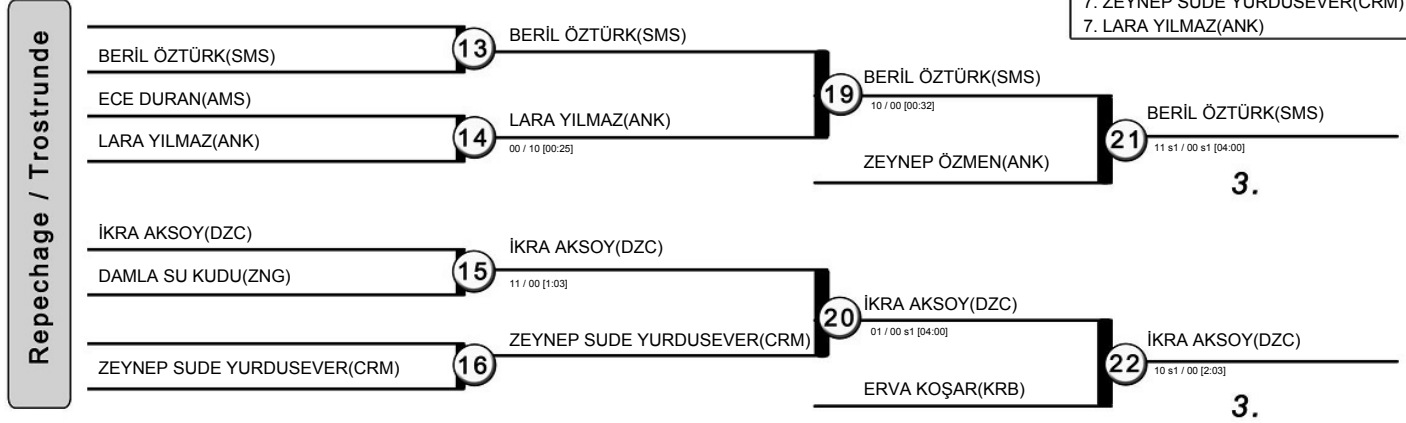 7. ZEYNEP SUDE YURDUSEVER(CRM)
7. LARA YILMAZ(ANK)
Repechage / Trostrunde
BERİL ÖZTÜRK(SMS)
13
BERİL ÖZTÜRK(SMS)
ECE DURAN(AMS)
LARA YILMAZ(ANK)
14
LARA YILMAZ(ANK)
00 / 10 [00:25]
19
BERİL ÖZTÜRK(SMS)
10 / 00 [00:32]
ZEYNEP ÖZMEN(ANK)
21
BERİL ÖZTÜRK(SMS)
11 s1 / 00 s1 [04:00]
3.
İKRA AKSOY(DZC)
DAMLA SU KUDU(ZNG)
15
İKRA AKSOY(DZC)
11 / 00 [1:03]
ZEYNEP SUDE YURDUSEVER(CRM)
16
ZEYNEP SUDE YURDUSEVER(CRM)
20
İKRA AKSOY(DZC)
01 / 00 s1 [04:00]
ERVA KOŞAR(KRB)
22
İKRA AKSOY(DZC)
10 s1 / 00 [2:03]
3.